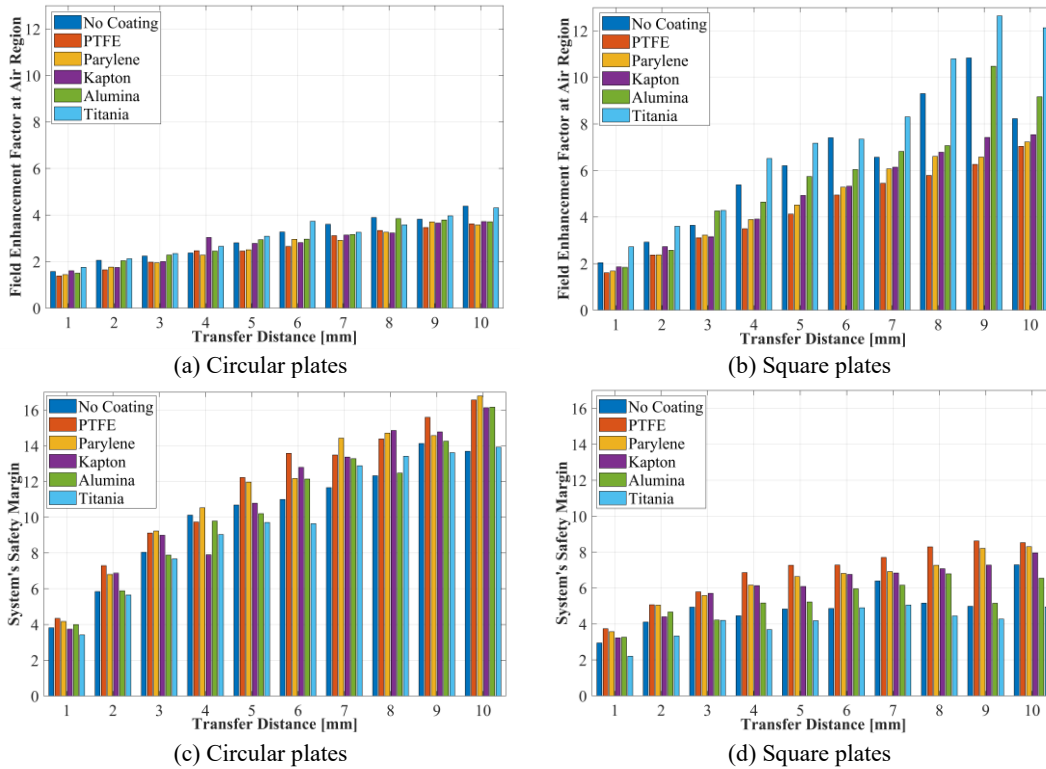 Field Enhancement Factor at Air Region
12
10
8
6
4
2
0
No Coating
PTFE
Parylene
Kapton
Alumina
Titania
1 2 3 4 5 6 7 8 9 10
Transfer Distance [mm]
(a) Circular plates
Field Enhancement Factor at Air Region
12
10
8
6
4
2
0
No Coating
PTFE
Parylene
Kapton
Alumina
Titania
1 2 3 4 5 6 7 8 9 10
Transfer Distance [mm]
(b) Square plates
System's Safety Margin
16
14
12
10
8
6
4
2
0
No Coating
PTFE
Parylene
Kapton
Alumina
Titania
1 2 3 4 5 6 7 8 9 10
Transfer Distance [mm]
(c) Circular plates
System's Safety Margin
16
14
12
10
8
6
4
2
0
No Coating
PTFE
Parylene
Kapton
Alumina
Titania
1 2 3 4 5 6 7 8 9 10
Transfer Distance [mm]
(d) Square plates